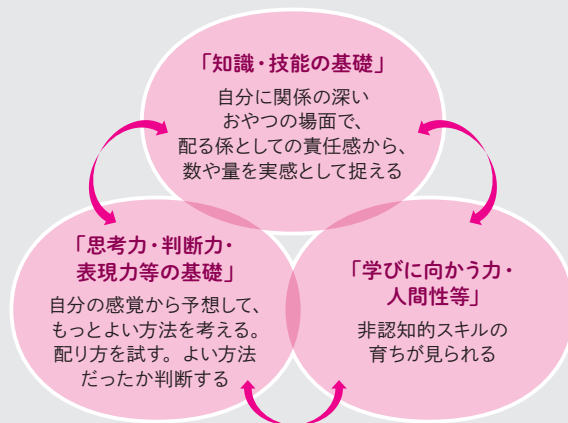 「知識・技能の基礎」
自分に関係の深い
おやつの場面で、
配る係としての責任感から、
数や量を実感として捉える
「思考力・判断力・
表現力等の基礎」
自分の感覚から予想して、
もっとよい方法を考える。
配り方を試す。よい方法
だったか判断する
「学びに向かう力・
人間性等」
非認知的スキルの
育ちが見られる